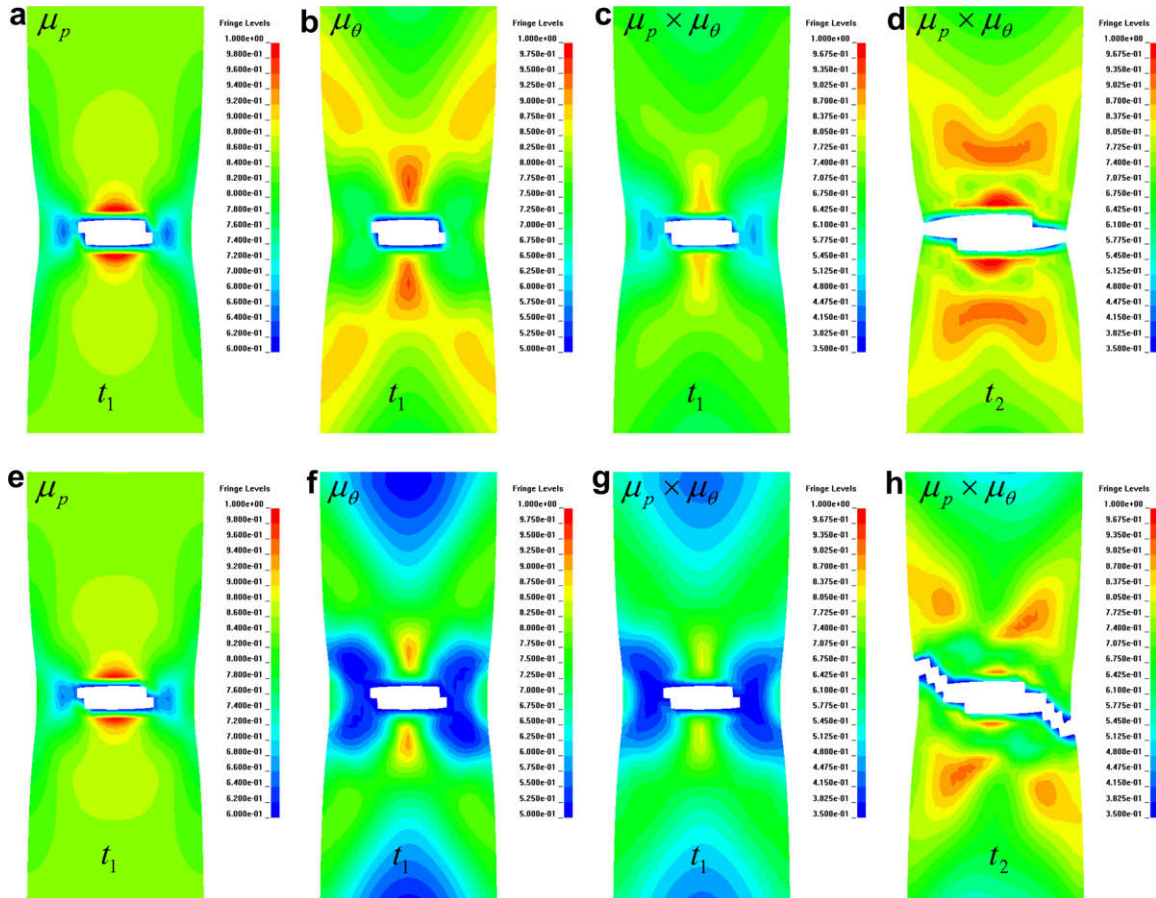 a
μp
Fringe Levels
1.000e+00
9.800e-01
9.600e-01
9.400e-01
9.200e-01
9.000e-01
8.800e-01
8.600e-01
8.400e-01
8.200e-01
8.000e-01
7.800e-01
7.600e-01
7.400e-01
7.200e-01
7.000e-01
6.800e-01
6.600e-01
6.400e-01
6.200e-01
6.000e-01
t1
b
μθ
Fringe Levels
1.000e+00
9.750e-01
9.500e-01
9.250e-01
9.000e-01
8.750e-01
8.500e-01
8.250e-01
8.000e-01
7.750e-01
7.500e-01
7.250e-01
7.000e-01
6.750e-01
6.500e-01
6.250e-01
6.000e-01
5.750e-01
5.500e-01
5.250e-01
5.000e-01
t1
c
μp × μθ
Fringe Levels
1.000e+00
9.675e-01
9.350e-01
9.025e-01
8.700e-01
8.375e-01
8.050e-01
7.725e-01
7.400e-01
7.075e-01
6.750e-01
6.425e-01
6.100e-01
5.775e-01
5.450e-01
5.125e-01
4.800e-01
4.475e-01
4.150e-01
3.825e-01
3.500e-01
t1
d
μp × μθ
Fringe Levels
1.000e+00
9.675e-01
9.350e-01
9.025e-01
8.700e-01
8.375e-01
8.050e-01
7.725e-01
7.400e-01
7.075e-01
6.750e-01
6.425e-01
6.100e-01
5.775e-01
5.450e-01
5.125e-01
4.800e-01
4.475e-01
4.150e-01
3.825e-01
3.500e-01
t2
e
μp
Fringe Levels
1.000e+00
9.800e-01
9.600e-01
9.400e-01
9.200e-01
9.000e-01
8.800e-01
8.600e-01
8.400e-01
8.200e-01
8.000e-01
7.800e-01
7.600e-01
7.400e-01
7.200e-01
7.000e-01
6.800e-01
6.600e-01
6.400e-01
6.200e-01
6.000e-01
t1
f
μθ
Fringe Levels
1.000e+00
9.750e-01
9.500e-01
9.250e-01
9.000e-01
8.750e-01
8.500e-01
8.250e-01
8.000e-01
7.750e-01
7.500e-01
7.250e-01
7.000e-01
6.750e-01
6.500e-01
6.250e-01
6.000e-01
5.750e-01
5.500e-01
5.250e-01
5.000e-01
t1
g
μp × μθ
Fringe Levels
1.000e+00
9.675e-01
9.350e-01
9.025e-01
8.700e-01
8.375e-01
8.050e-01
7.725e-01
7.400e-01
7.075e-01
6.750e-01
6.425e-01
6.100e-01
5.775e-01
5.450e-01
5.125e-01
4.800e-01
4.475e-01
4.150e-01
3.825e-01
3.500e-01
t1
h
μp × μθ
Fringe Levels
1.000e+00
9.675e-01
9.350e-01
9.025e-01
8.700e-01
8.375e-01
8.050e-01
7.725e-01
7.400e-01
7.075e-01
6.750e-01
6.425e-01
6.100e-01
5.775e-01
5.450e-01
5.125e-01
4.800e-01
4.475e-01
4.150e-01
3.825e-01
3.500e-01
t2